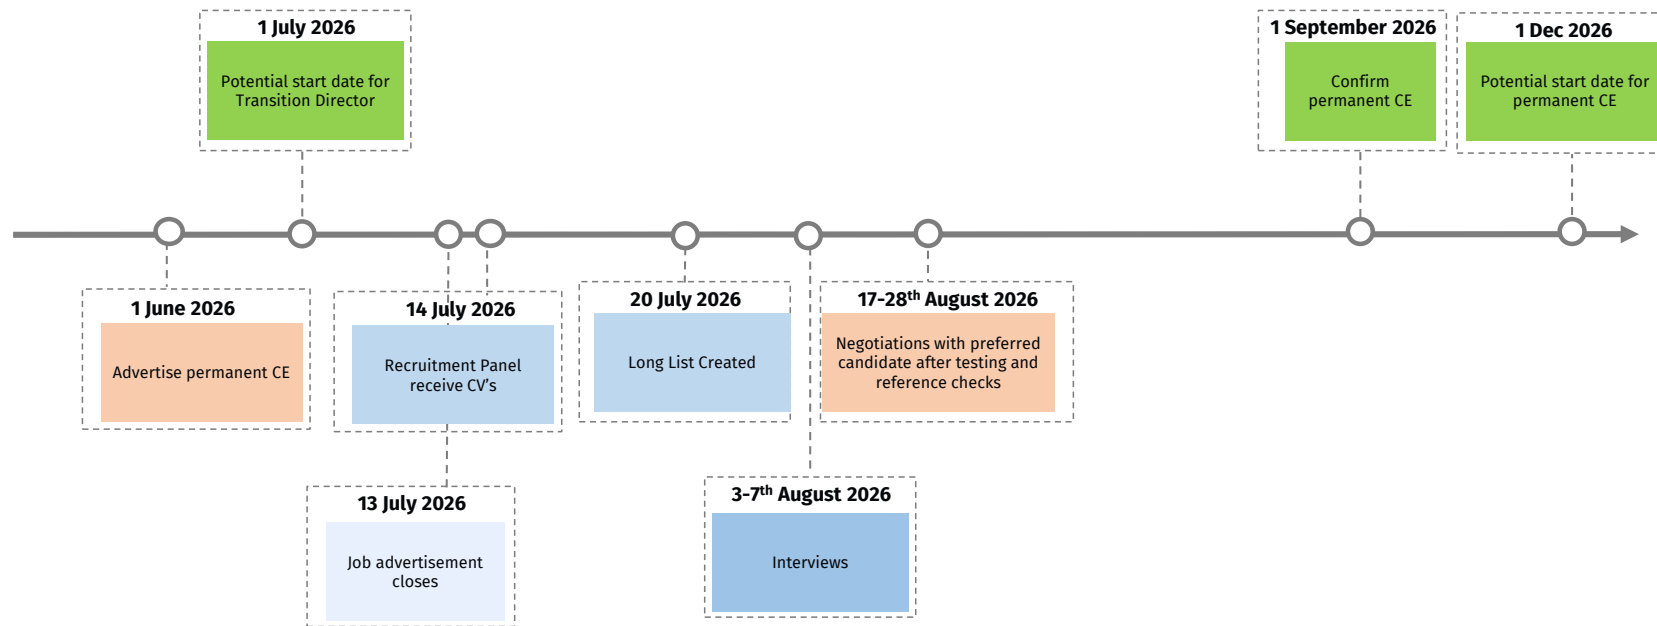 1 July 2026
Potential start date for
Transition Director
1 September 2026
Confirm
permanent CE
1 Dec 2026
Potential start date for
permanent CE
1 June 2026
Advertise permanent CE
14 July 2026
Recruitment Panel
receive CV's
20 July 2026
Long List Created
17-28th August 2026
Negotiations with preferred
candidate after testing and
reference checks
13 July 2026
Job advertisement
closes
3-7th August 2026
Interviews